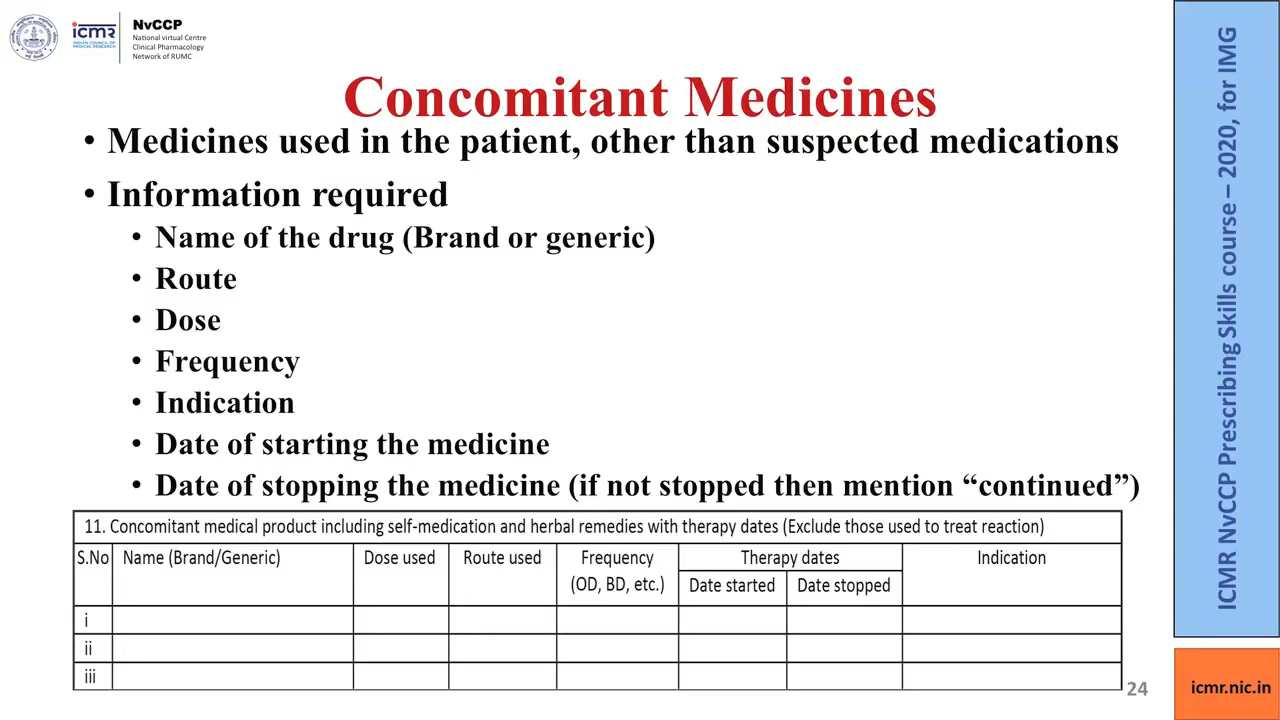 icmr
INDIAN COUNCIL OF
MEDICAL RESEARCH
NvCCP
National virtual Centre
Clinical Pharmacology
Network of RUMC
Concomitant Medicines
• Medicines used in the patient, other than suspected medications
• Information required
• Name of the drug (Brand or generic)
• Route
• Dose
• Frequency
• Indication
• Date of starting the medicine
• Date of stopping the medicine (if not stopped then mention “continued”)
11. Concomitant medical product including self-medication and herbal remedies with therapy dates (Exclude those used to treat reaction)
S.No Name (Brand/Generic) Dose used Route used Frequency Therapy dates Indication
(OD, BD, etc.) Date started Date stopped
i
ii
iii
24
ICMR NvCCP Prescribing Skills course – 2020, for IMG
icmr.nic.in